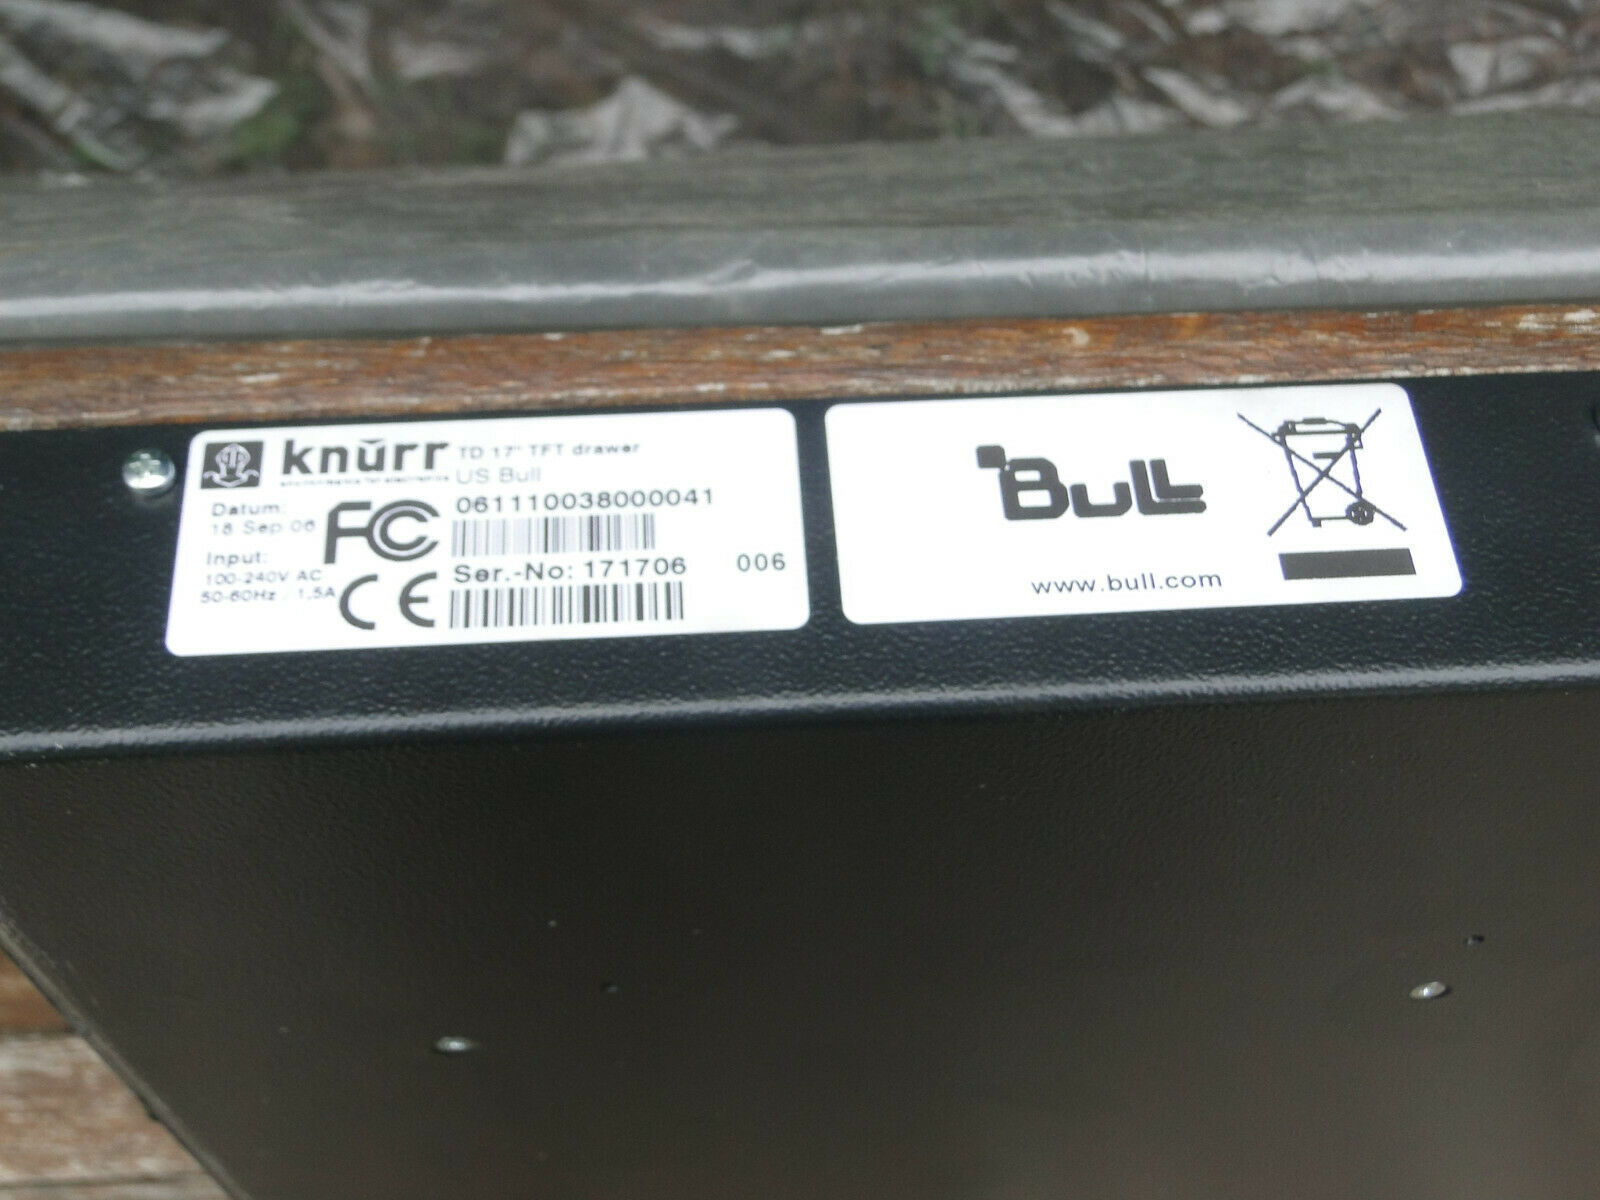 knürr TD 17" TFT drawer
US Bull
Datum:
18 Sep 06
FC
061110038000041
Input:
100-240V AC
50-60Hz / 1,5A
CE
Ser.-No: 171706 006
Bull
www.bull.com